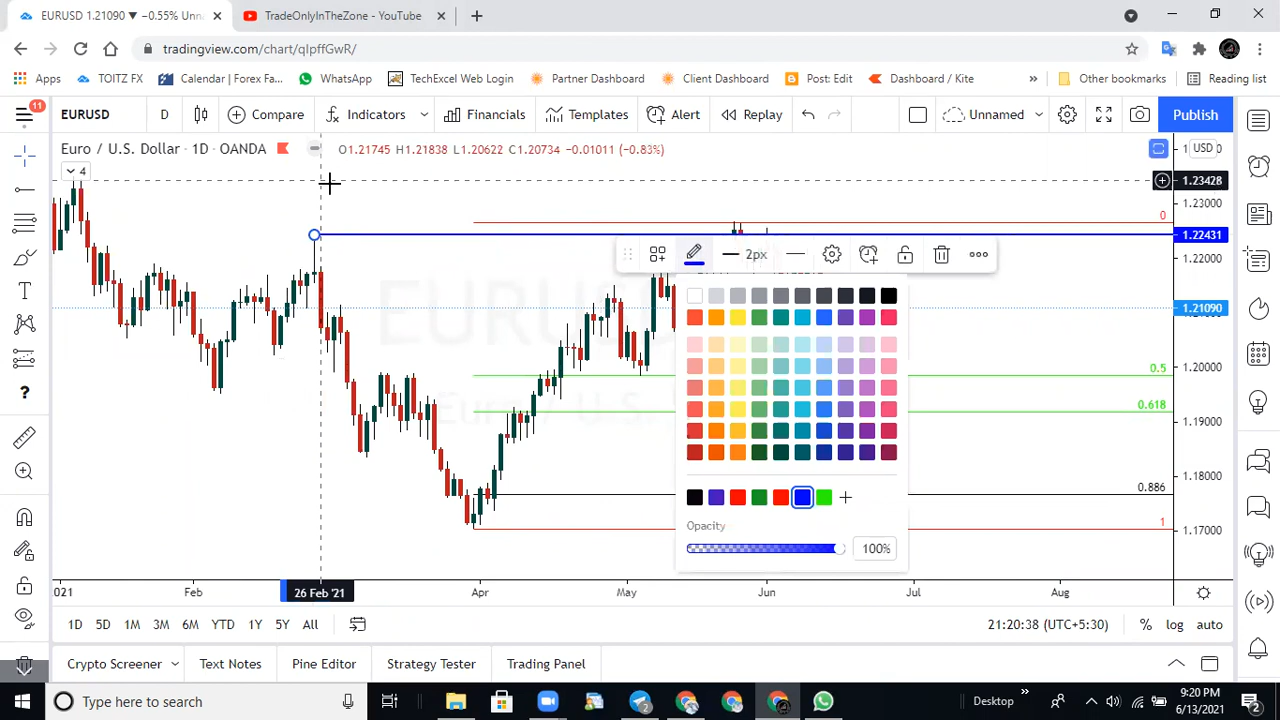 EURUSD 1.21090 ▼ −0.55% Unna
TradeOnlyInTheZone - YouTube
tradingview.com/chart/qIpffGwR/
Apps
TOITZ FX
Calendar | Forex Fa...
WhatsApp
TechExcel Web Login
Partner Dashboard
Client Dashboard
Post: Edit
Dashboard / Kite
»
Other bookmarks
Reading list
11
EURUSD
D
Compare
Indicators
Financials
Templates
Alert
Replay
Unnamed
Publish
Euro / U.S. Dollar · 1D · OANDA
O1.21745 H1.21838 L1.20622 C1.20734 −0.01011 (−0.83%)
USD
4
1.23428
1.23000
0
1.22431
2px
1.22000
1.21090
1.20000
0.5
0.618
1.19000
1.18000
0.886
1
1.17000
Opacity
100%
2021
Feb
26 Feb '21
Apr
May
Jun
Jul
Aug
1D
5D
1M
3M
6M
YTD
1Y
5Y
All
21:20:38 (UTC+5:30)
%
log
auto
Crypto Screener
Text Notes
Pine Editor
Strategy Tester
Trading Panel
Type here to search
2
Desktop
»
9:20 PM
6/13/2021
2